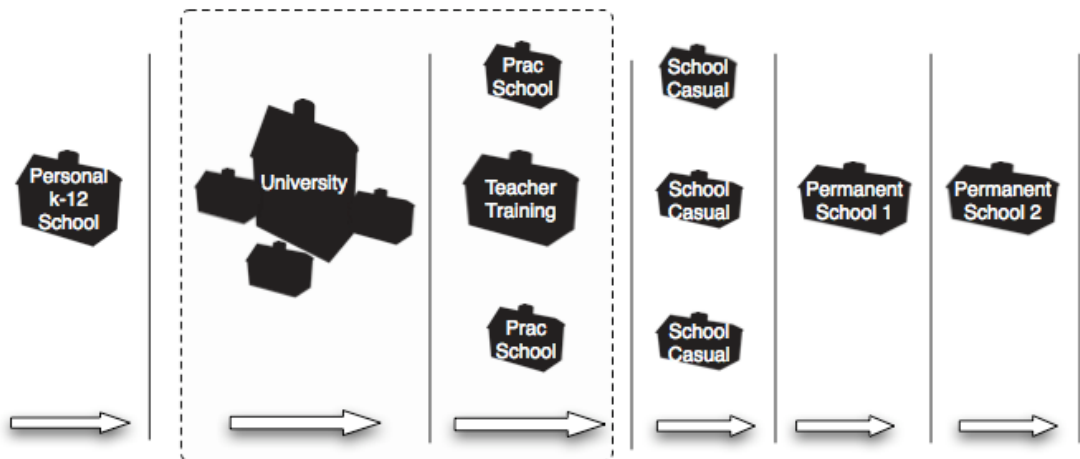 Personal
k-12
School
University
Prac
School
Teacher
Training
Prac
School
School
Casual
School
Casual
School
Casual
Permanent
School 1
Permanent
School 2